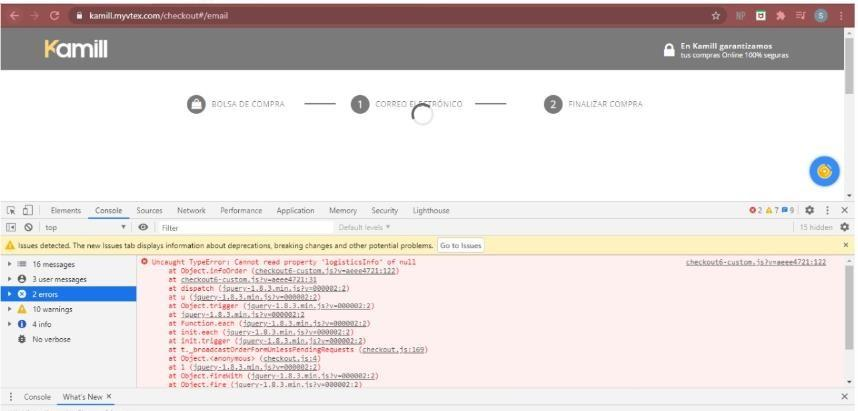 kamill.myvtex.com/checkout#/email
NP
S
Kamill
En Kamill garantizamos
tus compras Online 100% seguras
BOLSA DE COMPRA
1 CORREO ELECTRÓNICO
2 FINALIZAR COMPRA
Elements Console Sources Network Performance Application Memory Security Lighthouse
2 7 9
top
Filter
Default levels
15 hidden
Issues detected. The new Issues tab displays information about deprecations, breaking changes and other potential problems. Go to Issues
16 messages
3 user messages
2 errors
10 warnings
4 info
No verbose
Uncaught TypeError: Cannot read property 'logisticsInfo' of null checkout6-custom.js?v=aeee4721:122
at Object.infoOrder (checkout6-custom.js?v=aeee4721:122)
at checkout6-custom.js?v=aeee4721:31
at dispatch (jquery-1.8.3.min.js?v=000002:2)
at u (jquery-1.8.3.min.js?v=000002:2)
at Object.trigger (jquery-1.8.3.min.js?v=000002:2)
at jquery-1.8.3.min.js?v=000002:2
at Function.each (jquery-1.8.3.min.js?v=000002:2)
at init.each (jquery-1.8.3.min.js?v=000002:2)
at init.trigger (jquery-1.8.3.min.js?v=000002:2)
at t._broadcastOrderFormUnlessPendingRequests (checkout.js:169)
at Object.<anonymous> (checkout.js:4)
at l (jquery-1.8.3.min.js?v=000002:2)
at Object.fireWith (jquery-1.8.3.min.js?v=000002:2)
at Object.fire (jquery-1.8.3.min.js?v=000002:2)
Console What's New